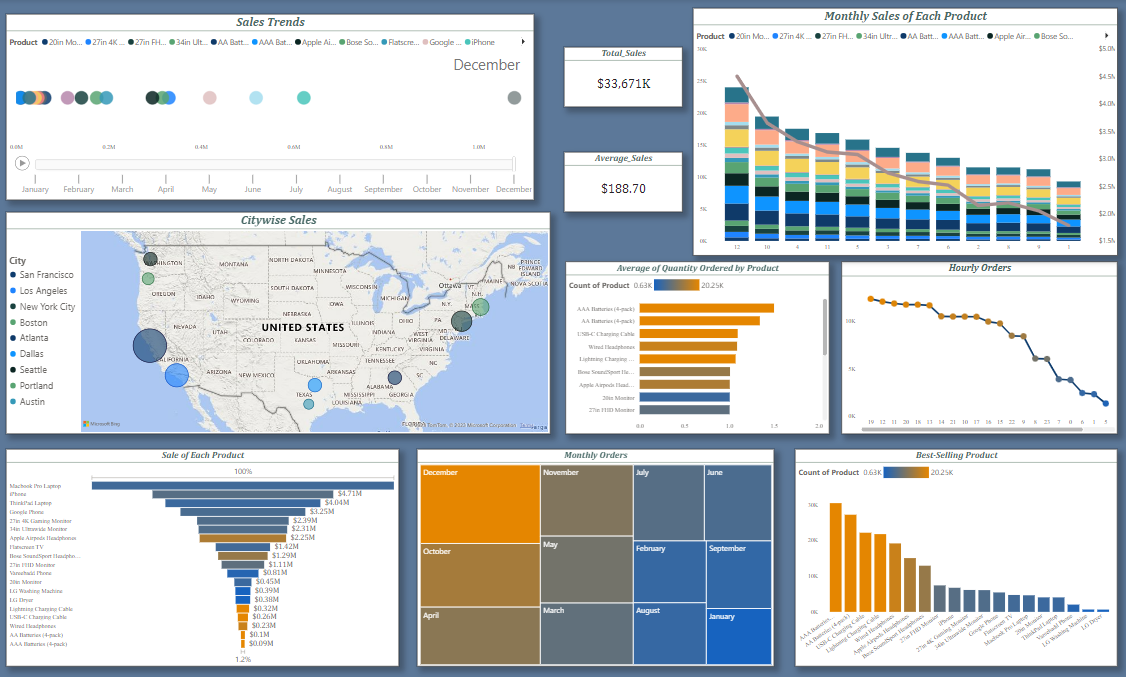 Sales Trends
Product 20in Mo... 27in 4K ... 27in FH... 34in Ult... AA Batt... AAA Bat... Apple Ai... Bose So... Flatscre... Google ... iPhone
December
0.0M 0.2M 0.4M 0.6M 0.8M 1.0M
January February March April May June July August September October November December
Total_Sales
$33,671K
Average_Sales
$188.70
Monthly Sales of Each Product
Product 20in Mo... 27in 4K ... 27in FH... 34in Ultr... AA Batt... AAA Batt... Apple Air... Bose So...
30K $5.0M
25K $4.5M
20K $4.0M
15K $3.5M
$3.0M
10K $2.5M
5K $2.0M
0K $1.5M
12 10 4 11 5 3 7 6 2 8 9 1
Citywise Sales
City
San Francisco
Los Angeles
New York City
Boston
Atlanta
Dallas
Seattle
Portland
Austin
WASHINGTON
MONTANA
NORTH DAKOTA
MINNESOTA
OREGON
IDAHO
WYOMING
SOUTH DAKOTA
WISCONSIN
MICHIGAN
Ottawa
VT.
N.H.
MAINE
NB
PRINCE EDWARD ISLAND
NOVA SCOTIA
N.Y.
MASS
IOWA
NEBRASKA
UNITED STATES
NEVADA
UTAH
COLORADO
KANSAS
MISSOURI
ILLINOIS
INDIANA
OHIO
PA
WEST VIRGINIA
VIRGINIA
DELAWARE
KENTUCKY
CALIFORNIA
ARIZONA
NEW MEXICO
OKLAHOMA
ARKANSAS
TENNESSEE
NC
SC
ALABAMA
GEORGIA
MISSISSIPPI
TEXAS
LOUISIANA
FLORIDA
Microsoft Bing
© 2023 Microsoft Corporation
Average of Quantity Ordered by Product
Count of Product 0.63K 20.25K
AAA Batteries (4-pack)
AA Batteries (4-pack)
USB-C Charging Cable
Wired Headphones
Lightning Charging ...
Bose SoundSport He...
Apple Airpods Head...
20in Monitor
27in FHD Monitor
0.0 0.5 1.0 1.5 2.0
Hourly Orders
10K
5K
0K
19 12 11 20 18 13 14 21 10 17 16 15 22 9 8 23 7 0 6 1 5
Sale of Each Product
100%
Macbook Pro Laptop
iPhone $4.71M
ThinkPad Laptop $4.04M
Google Phone $3.25M
27in 4K Gaming Monitor $2.39M
34in Ultrawide Monitor $2.31M
Apple Airpods Headphones $2.25M
Flatscreen TV $1.42M
Bose SoundSport Headpho... $1.29M
27in FHD Monitor $1.11M
Vareebadd Phone $0.81M
20in Monitor $0.45M
LG Washing Machine $0.39M
LG Dryer $0.38M
Lightning Charging Cable $0.32M
USB-C Charging Cable $0.26M
Wired Headphones $0.23M
AA Batteries (4-pack) $0.1M
AAA Batteries (4-pack) $0.09M
1.2%
Monthly Orders
December
November
July
June
October
May
February
September
April
March
August
January
Best-Selling Product
Count of Product 0.63K 20.25K
30K
20K
10K
0K
AAA Batteries...
AA Batteries (4-pack)
USB-C Charging Cable
Lightning Charging Cable
Wired Headphones
Apple Airpods Headphones
Bose SoundSport Headphones
27in FHD Monitor
iPhone
27in 4K Gaming Monitor
34in Ultrawide Monitor
Google Phone
Flatscreen TV
Macbook Pro Laptop
20in Monitor
ThinkPad Laptop
Vareebadd Phone
LG Washing Machine
LG Dryer